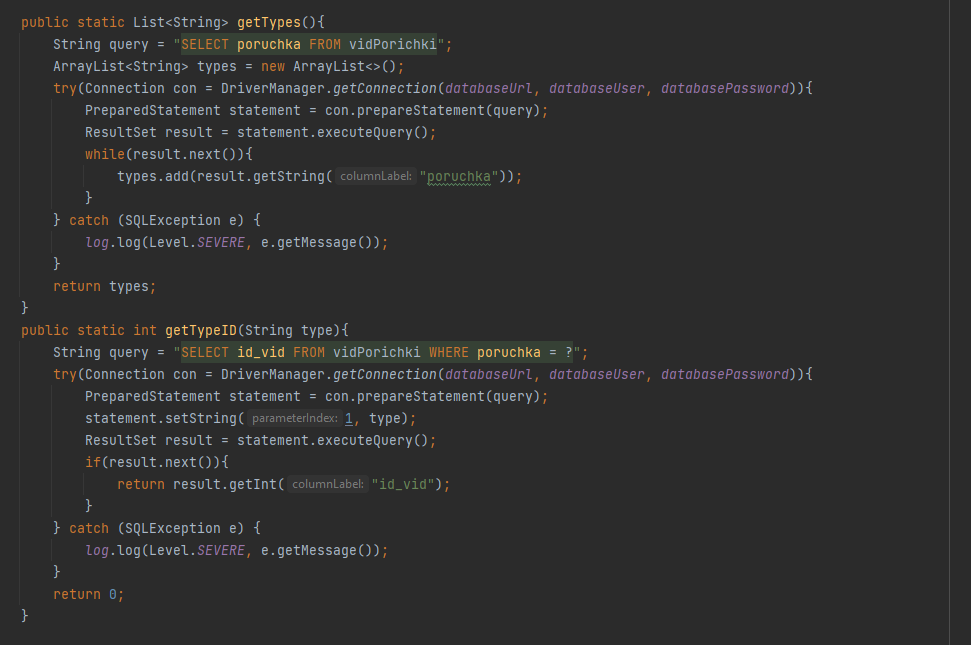 public static List<String> getTypes(){
    String query = "SELECT poruchka FROM vidPorichki";
    ArrayList<String> types = new ArrayList<>();
    try(Connection con = DriverManager.getConnection(databaseUrl, databaseUser, databasePassword)){
        PreparedStatement statement = con.prepareStatement(query);
        ResultSet result = statement.executeQuery();
        while(result.next()){
            types.add(result.getString( columnLabel: "poruchka"));
        }
    } catch (SQLException e) {
        log.log(Level.SEVERE, e.getMessage());
    }
    return types;
}
public static int getTypeID(String type){
    String query = "SELECT id_vid FROM vidPorichki WHERE poruchka = ?";
    try(Connection con = DriverManager.getConnection(databaseUrl, databaseUser, databasePassword)){
        PreparedStatement statement = con.prepareStatement(query);
        statement.setString( parameterIndex: 1, type);
        ResultSet result = statement.executeQuery();
        if(result.next()){
            return result.getInt( columnLabel: "id_vid");
        }
    } catch (SQLException e) {
        log.log(Level.SEVERE, e.getMessage());
    }
    return 0;
}